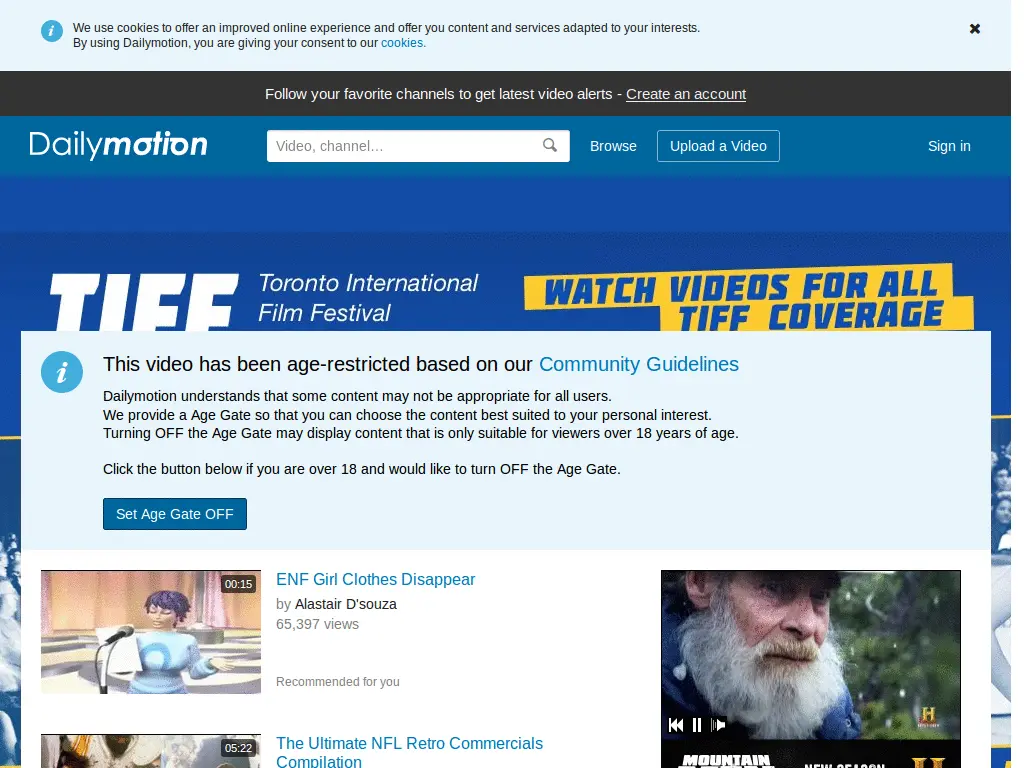 We use cookies to offer an improved online experience and offer you content and services adapted to your interests.
By using Dailymotion, you are giving your consent to our cookies.
Follow your favorite channels to get latest video alerts - Create an account
Dailymotion
Video, channel...
Browse
Upload a Video
Sign in
TIFF
Toronto International
Film Festival
WATCH VIDEOS FOR ALL
TIFF COVERAGE
This video has been age-restricted based on our Community Guidelines
Dailymotion understands that some content may not be appropriate for all users.
We provide a Age Gate so that you can choose the content best suited to your personal interest.
Turning OFF the Age Gate may display content that is only suitable for viewers over 18 years of age.
Click the button below if you are over 18 and would like to turn OFF the Age Gate.
Set Age Gate OFF
00:15
ENF Girl Clothes Disappear
by Alastair D'souza
65,397 views
Recommended for you
05:22
The Ultimate NFL Retro Commercials
Compilation
H
HISTORY
MOUNTAIN
NEW SEASON
H